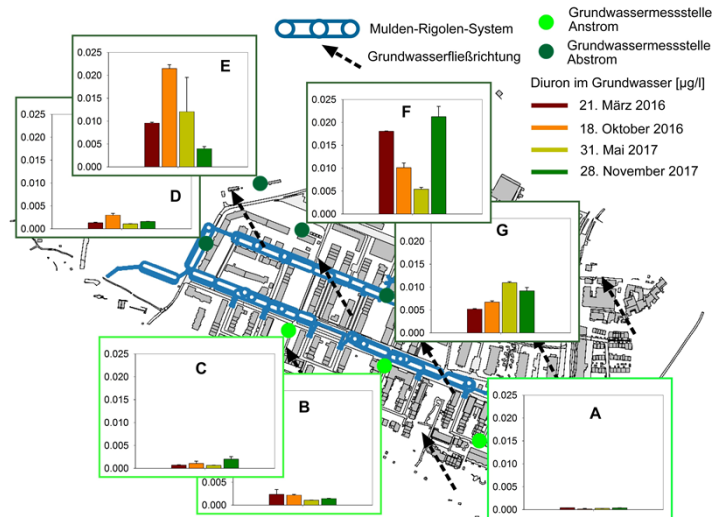 Mulden-Rigolen-System
Grundwasserfließrichtung
Grundwassermessstelle
Anstrom
Grundwassermessstelle
Abstrom
Diuron im Grundwasser [µg/l]
21. März 2016
18. Oktober 2016
31. Mai 2017
28. November 2017
E
0.025
0.020
0.015
0.010
0.005
0.000
D
0.025
0.020
0.015
0.010
0.005
0.000
F
0.025
0.020
0.015
0.010
0.005
0.000
G
0.020
0.015
0.010
0.005
0.000
C
0.025
0.020
0.015
0.010
0.005
0.000
B
0.005
0.000
A
0.025
0.020
0.015
0.010
0.005
0.000